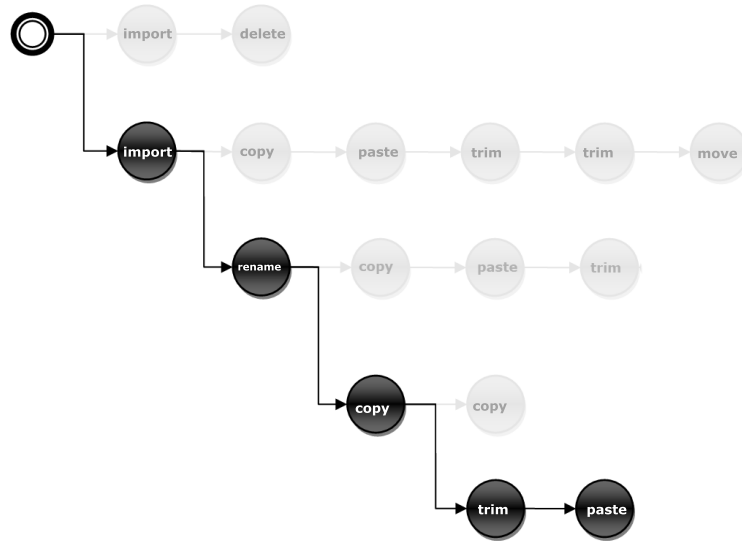 import delete
import copy paste trim trim move
rename copy paste trim
copy copy
trim paste